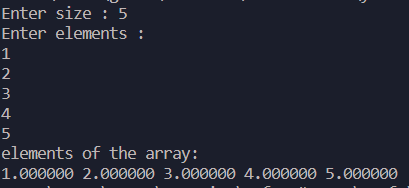 Enter size : 5
Enter elements :
1
2
3
4
5
elements of the array:
1.000000 2.000000 3.000000 4.000000 5.000000